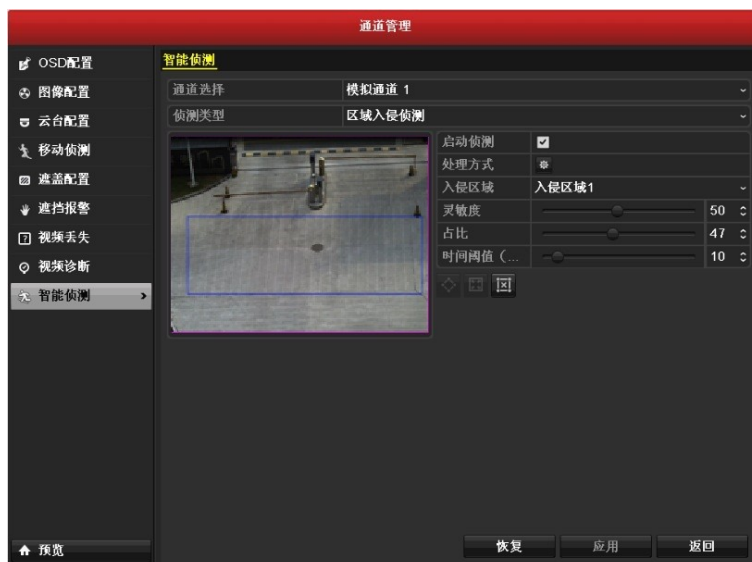 通道管理
OSD配置
图像配置
云台配置
移动侦测
遮盖配置
遮挡报警
视频丢失
视频诊断
智能侦测
预览
智能侦测
通道选择 模拟通道 1
侦测类型 区域入侵侦测
启动侦测
处理方式
入侵区域 入侵区域1
灵敏度 50
占比 47
时间阈值（... 10
恢复 应用 返回